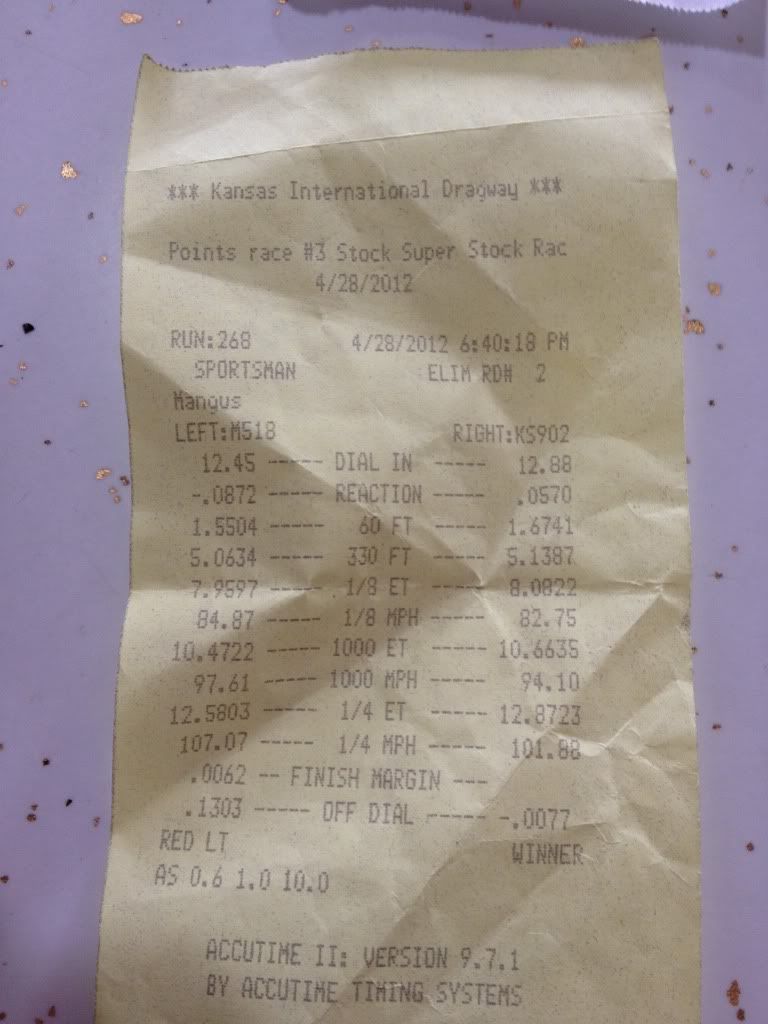 *** Kansas International Dragway ***
Points race #3 Stock Super Stock Rac
4/28/2012
RUN:268 4/28/2012 6:40:18 PM
SPORTSMAN ELIM RD# 2
Mangus
LEFT:M518 RIGHT:KS902
12.45 ----- DIAL IN ----- 12.88
-.0872 ----- REACTION ----- .0570
1.5504 ----- 60 FT ----- 1.6741
5.0634 ----- 330 FT ----- 5.1387
7.9597 ----- 1/8 ET ----- 8.0822
84.87 ----- 1/8 MPH ----- 82.75
10.4722 ----- 1000 ET ----- 10.6635
97.61 ----- 1000 MPH ----- 94.10
12.5803 ----- 1/4 ET ----- 12.8723
107.07 ----- 1/4 MPH ----- 101.88
.0062 -- FINISH MARGIN ---
.1303 ----- OFF DIAL ----- -.0077
RED LT WINNER
AS 0.6 1.0 10.0
ACCUTIME II: VERSION 9.7.1
BY ACCUTIME TIMING SYSTEMS